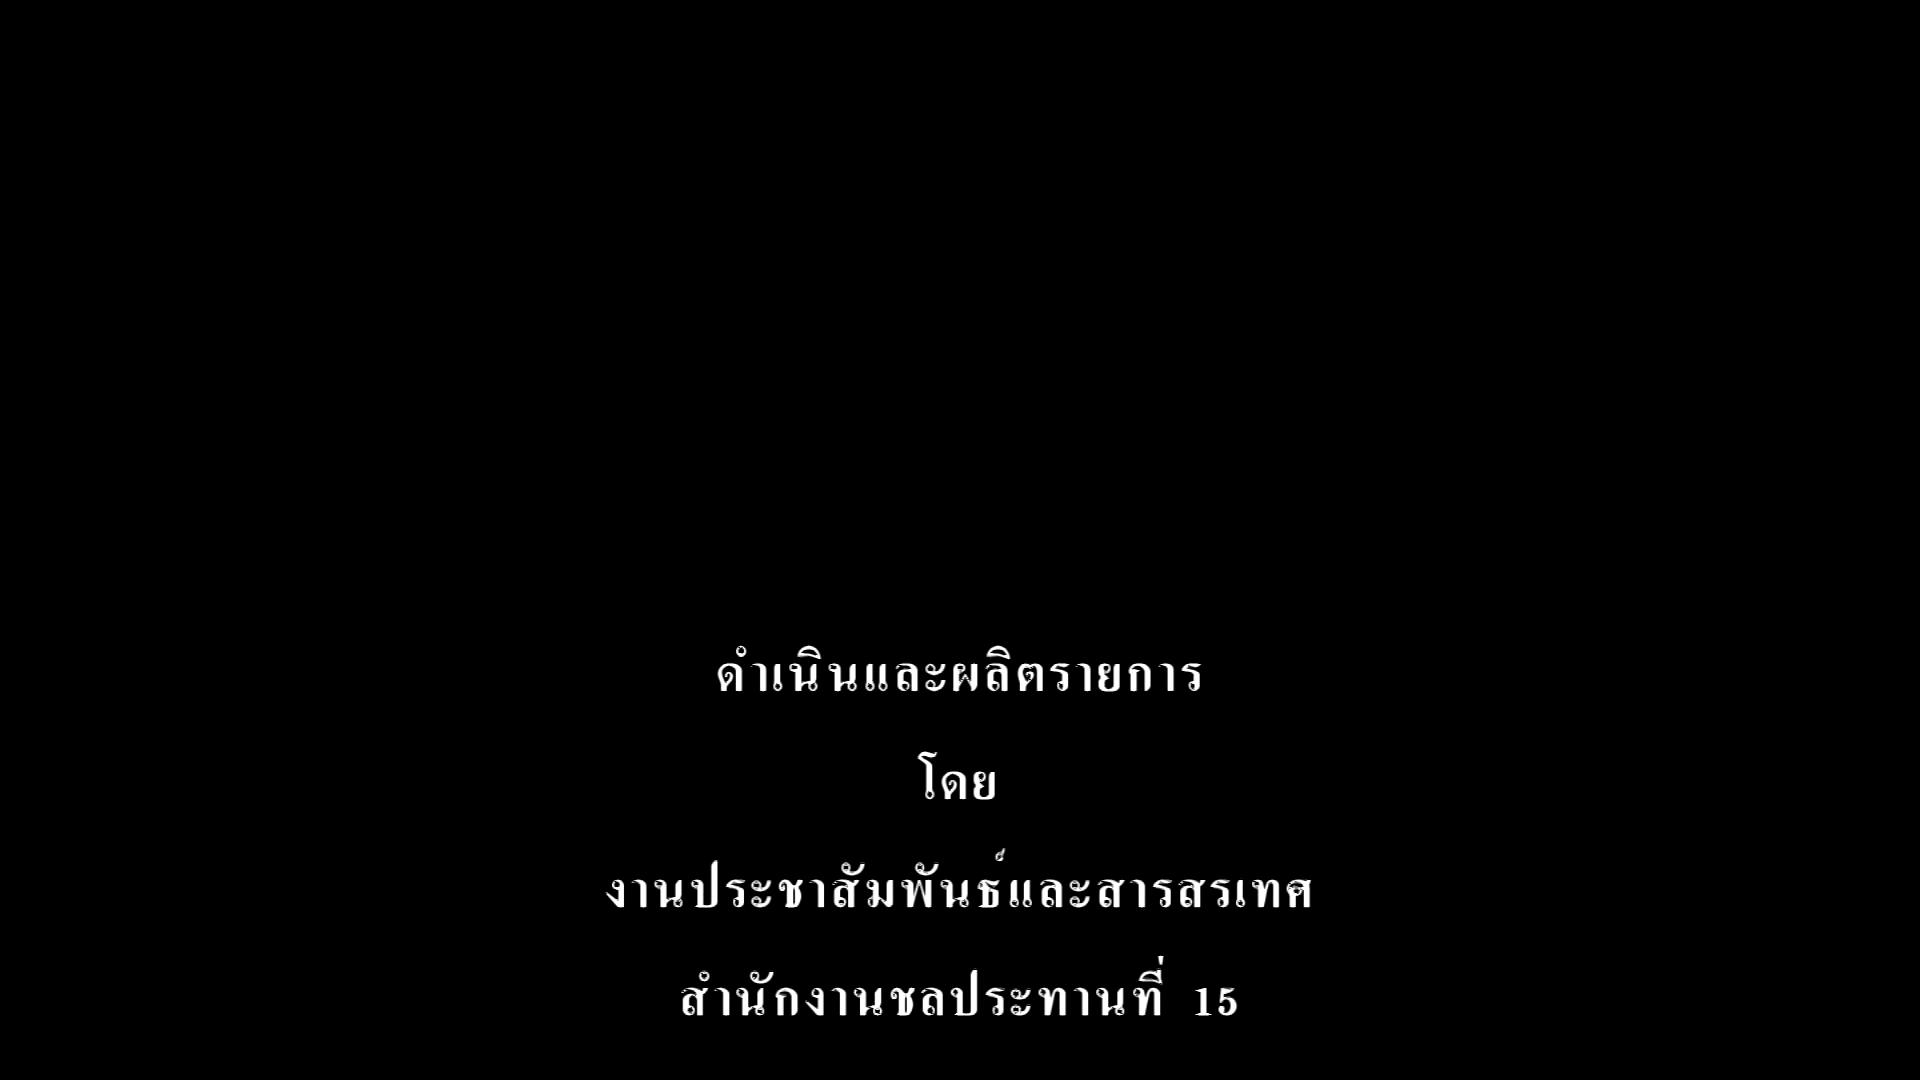 ดำเนินและผลิตรายการ
โดย
งานประชาสัมพันธ์และสารสรเทศ
สำนักงานชลประทานที่ 15